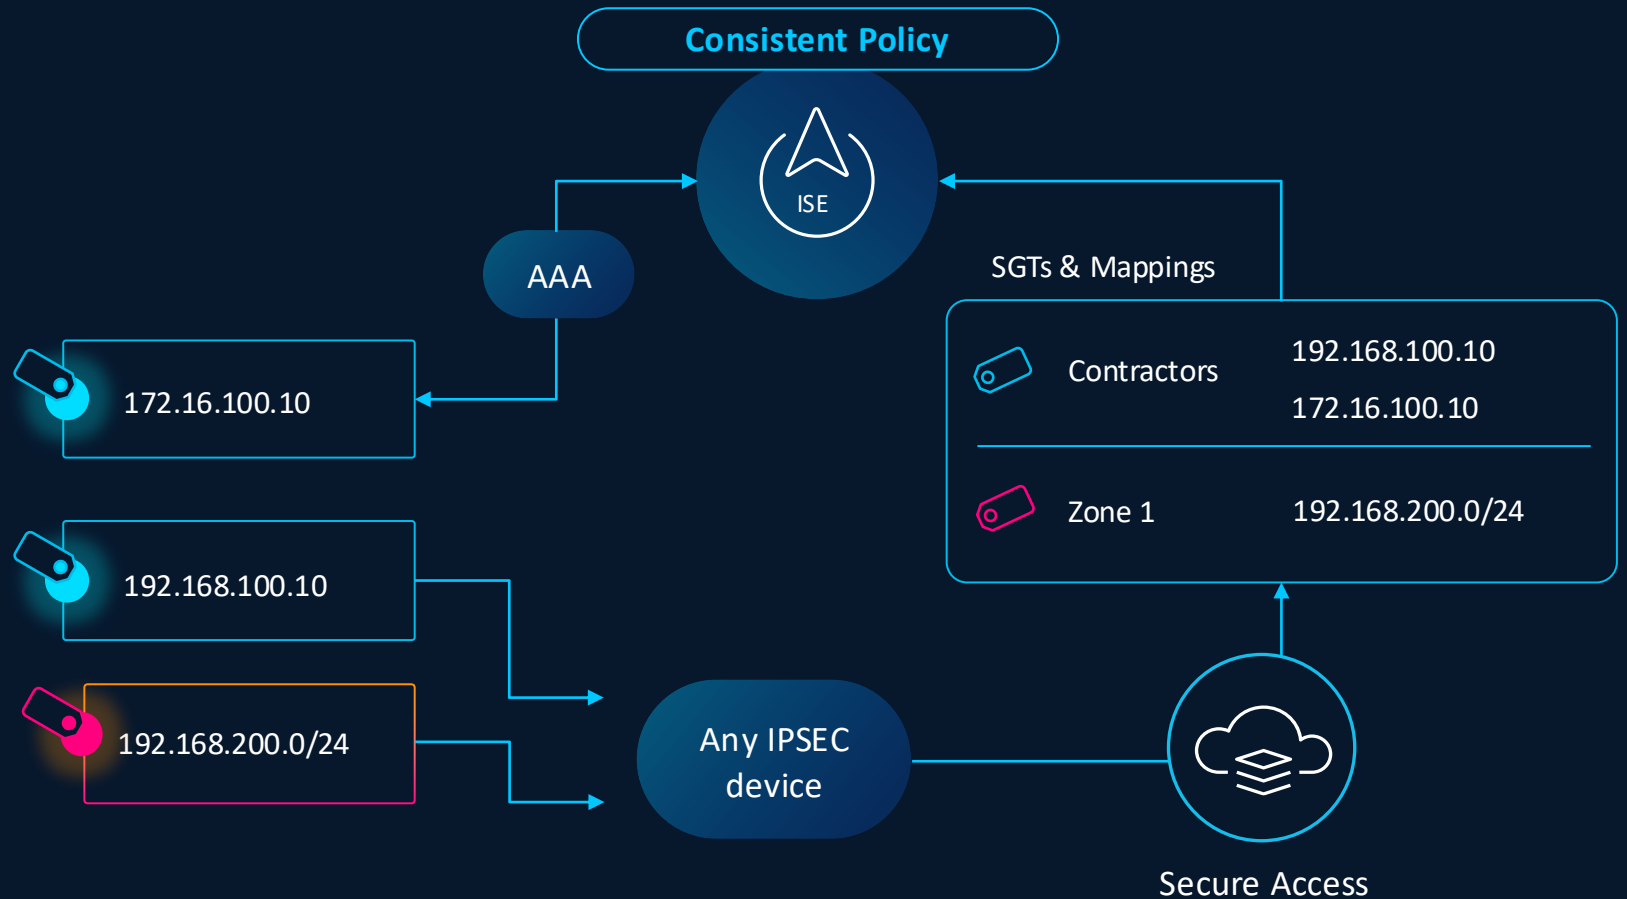 Consistent Policy
ISE
AAA
SGTs & Mappings
172.16.100.10
192.168.100.10
192.168.200.0/24
Contractors
192.168.100.10
172.16.100.10
Zone 1
192.168.200.0/24
Any IPSEC
device
Secure Access